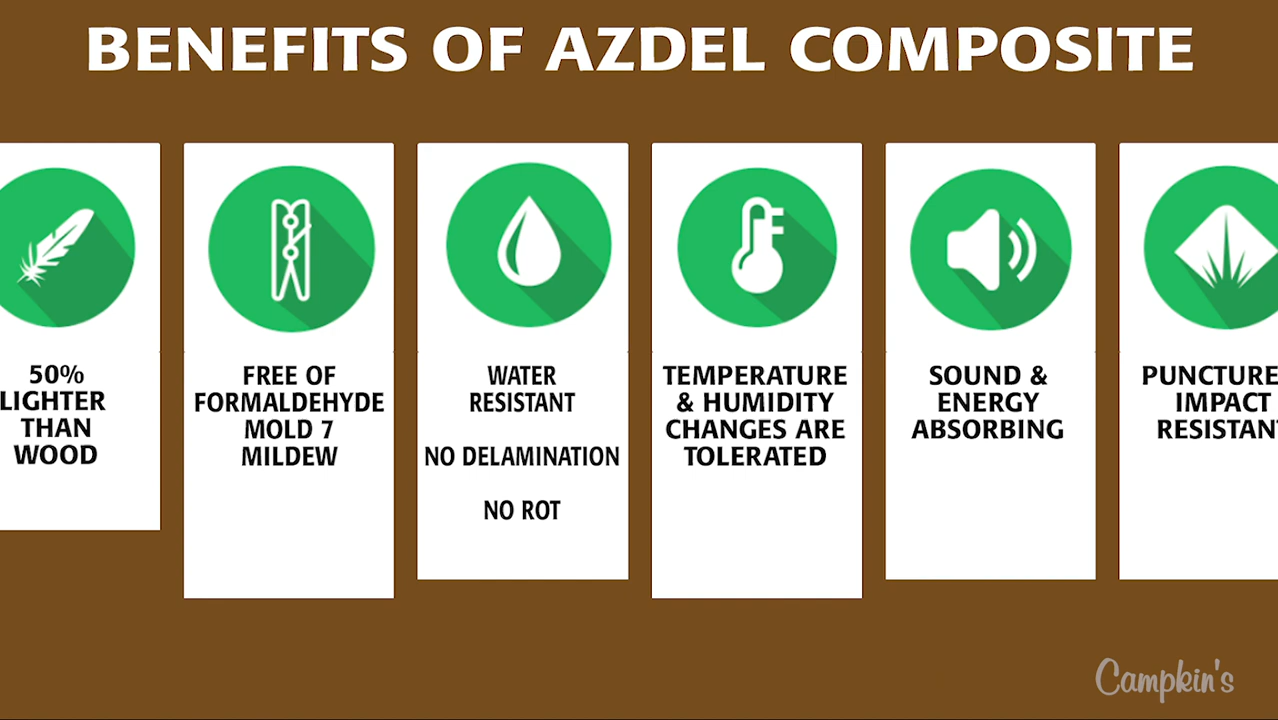 BENEFITS OF AZDEL COMPOSITE
50%
LIGHTER
THAN
WOOD
FREE OF
FORMALDEHYDE
MOLD 7
MILDEW
WATER
RESISTANT
NO DELAMINATION
NO ROT
TEMPERATURE
& HUMIDITY
CHANGES ARE
TOLERATED
SOUND &
ENERGY
ABSORBING
PUNCTURE
IMPACT
RESISTANT
Campkin's